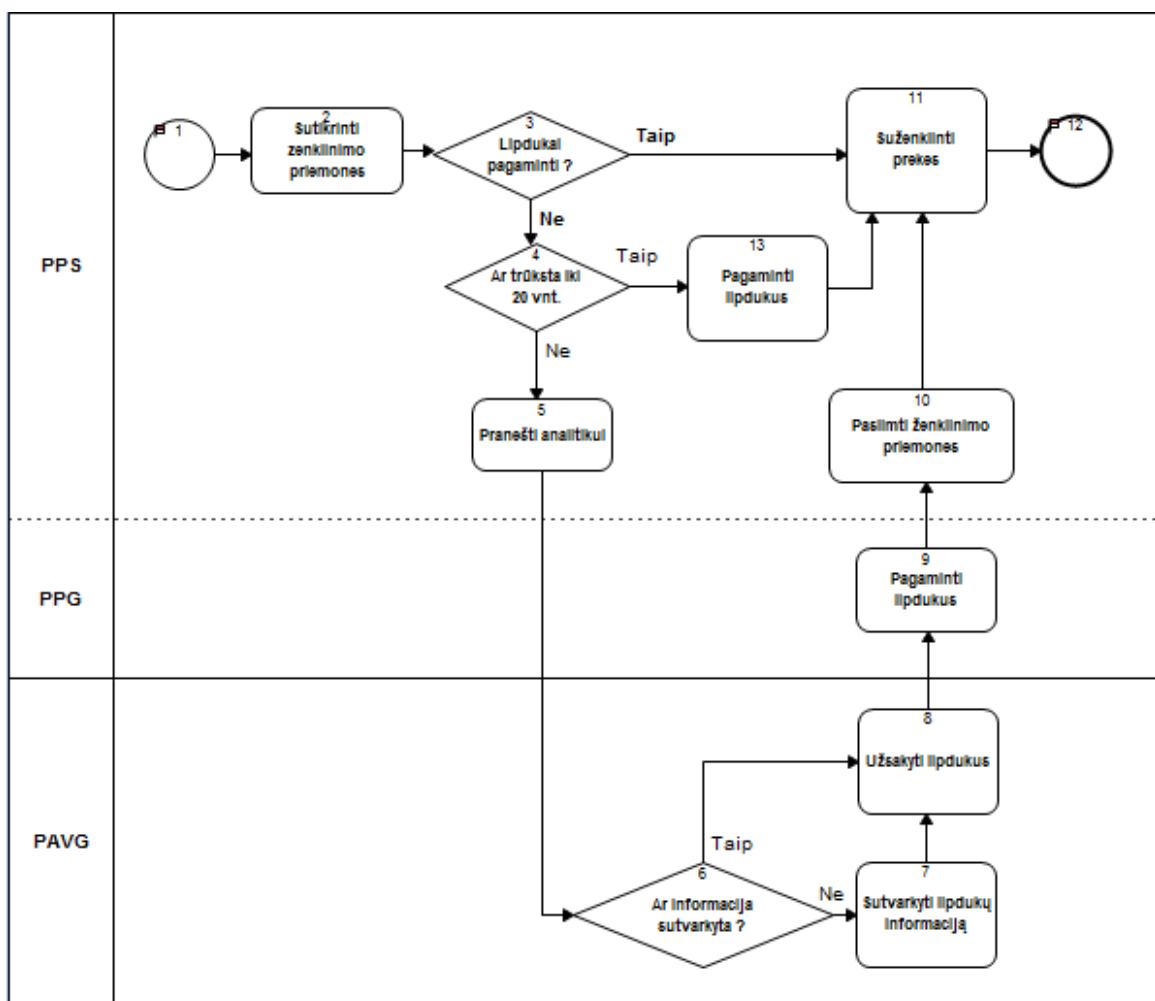 PPS
1
2
Sutikrinti
ženklinimo
priemones
3
Lipdukai
pagaminti ?
Taip
11
Suženklinti
prekes
12
Ne
4
Ar trūksta iki
20 vnt.
Taip
13
Pagaminti
lipdukus
Ne
5
Pranešti analitikui
10
Pasiimti ženklinimo
priemones
PPG
9
Pagaminti
lipdukus
PAVG
8
Užsakyti lipdukus
Taip
6
Ar informacija
sutvarkyta ?
Ne
7
Sutvarkyti lipdukų
informaciją